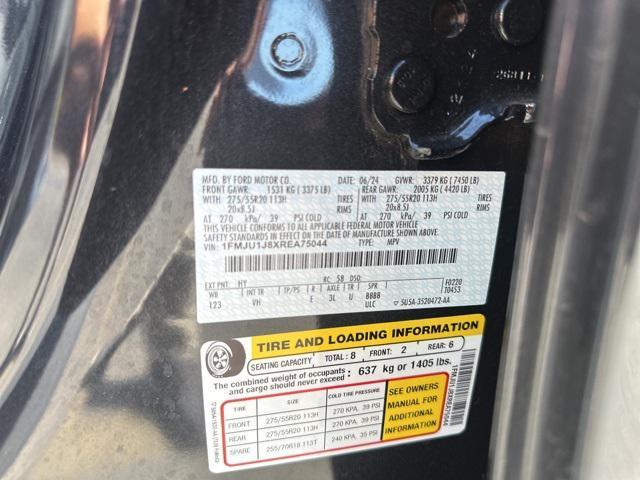 MFD. BY FORD MOTOR CO. 06/24 GVWR: 3379 KG (7450 LB)
FRONT GAWR: 1531 KG (3375 LB) REAR GAWR: 2005 KG (4420 LB)
WITH 275/55R20 113H TIRES WITH 275/55R20 113H TIRES
20x8.5J RIMS 20x8.5J RIMS
AT 270 kPa/ 39 PSI COLD AT 270 kPa/ 39 PSI COLD
THIS VEHICLE CONFORMS TO ALL APPLICABLE FEDERAL MOTOR VEHICLE
SAFETY STANDARDS IN EFFECT ON THE DATE OF MANUFACTURE SHOWN ABOVE.
VIN: 1FMJU1J8XREA75044 TYPE: MPV
EXT PNT: HY RC: 58 DSO: F0220
WB INT TR TP/PS R AXLE TR SPR T0453
123 VH E 3L U BBBB
ULC 5U5A-3520472-AA
TIRE AND LOADING INFORMATION
SEATING CAPACITY TOTAL: 8 FRONT: 2 REAR: 6
The combined weight of occupants and cargo should never exceed: 637 kg or 1405 lbs.
TIRE SIZE COLD TIRE PRESSURE
FRONT 275/55R20 113H 270 KPA, 39 PSI
REAR 275/55R20 113H 270 KPA, 39 PSI
SPARE 255/70R18 113T 240 KPA, 35 PSI
SEE OWNERS
MANUAL FOR
ADDITIONAL
INFORMATION
1FMJU1J8XREA75044